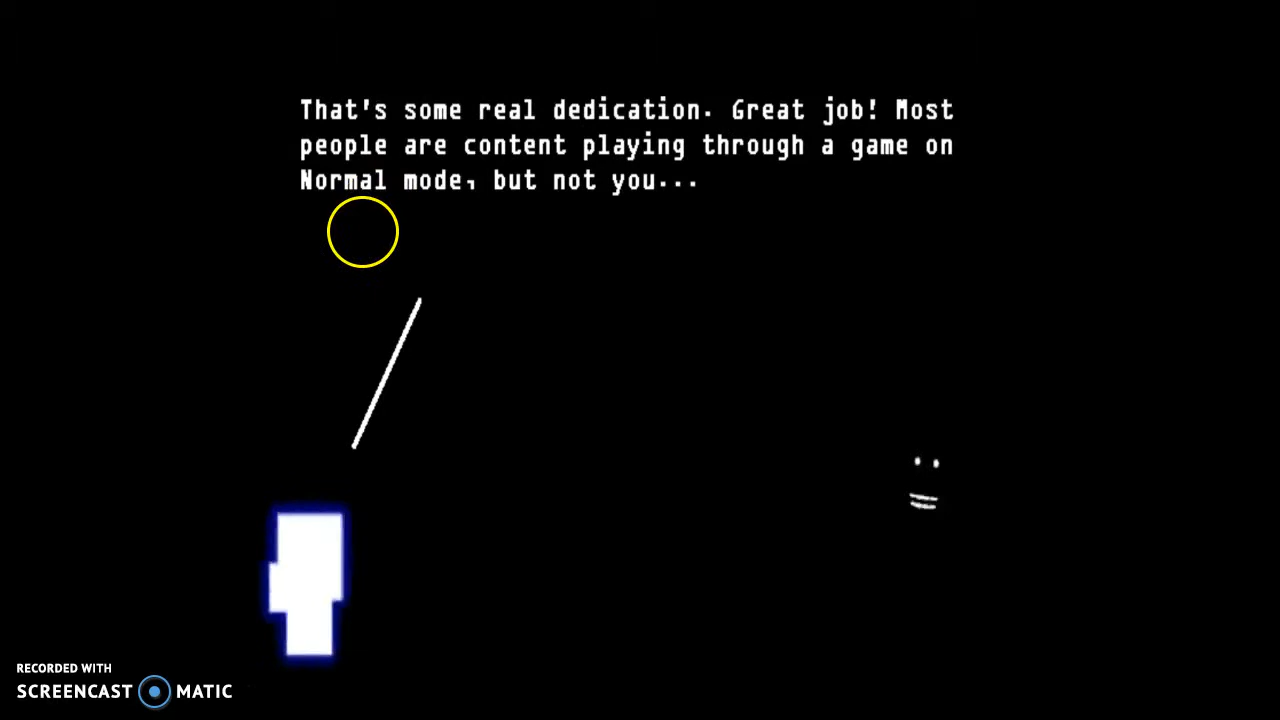 That's some real dedication. Great job! Most
people are content playing through a game on
Normal mode, but not you...
RECORDED WITH
SCREENCAST MATIC